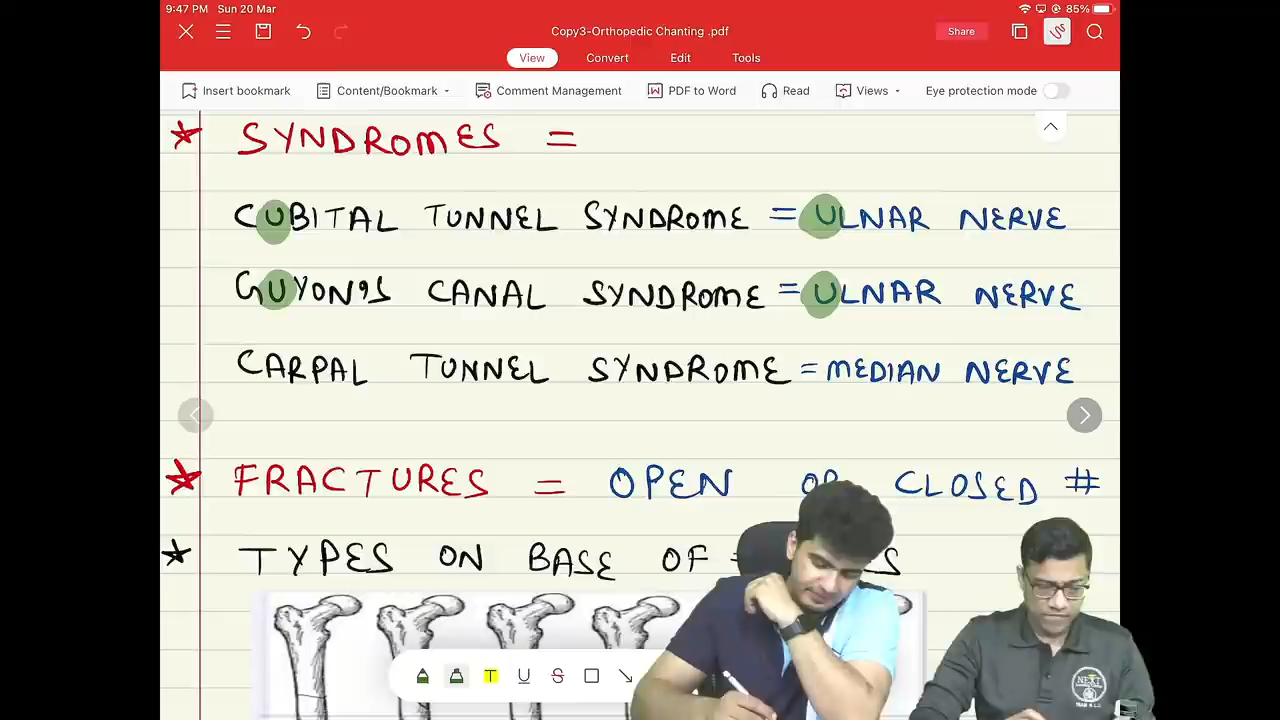 9:47 PM Sun 20 Mar 85%
Copy3-Orthopedic Chanting .pdf
Share
View Convert Edit Tools
Insert bookmark Content/Bookmark Comment Management PDF to Word Read Views Eye protection mode
SYNDROMES =
CUBITAL TUNNEL SYNDROME = ULNAR NERVE
GUYON'S CANAL SYNDROME = ULNAR NERVE
CARPAL TUNNEL SYNDROME = MEDIAN NERVE
FRACTURES = OPEN OR CLOSED #
TYPES ON BASE OF
T U S
NEXT